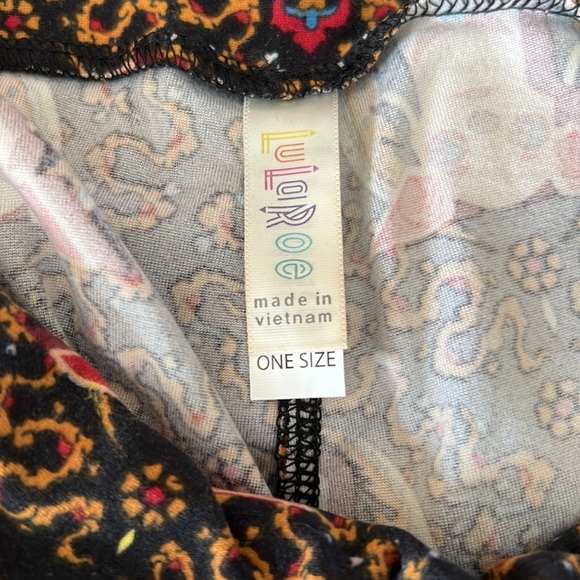 LuLaRoe
made in
vietnam
ONE SIZE